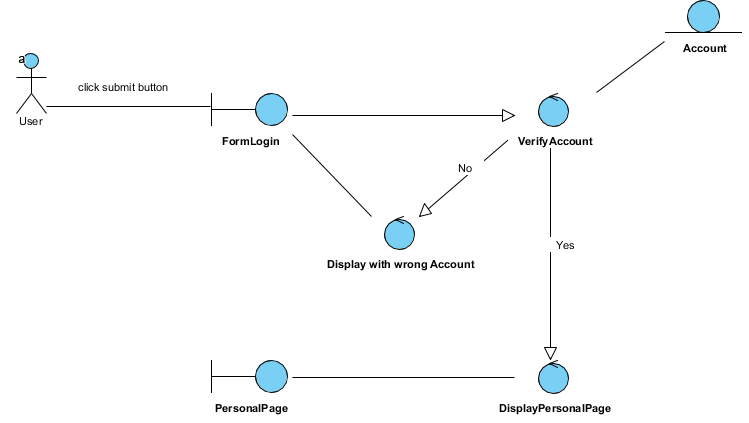 Account
a
click submit button
User
FormLogin
VerifyAccount
No
Display with wrong Account
Yes
PersonalPage
DisplayPersonalPage